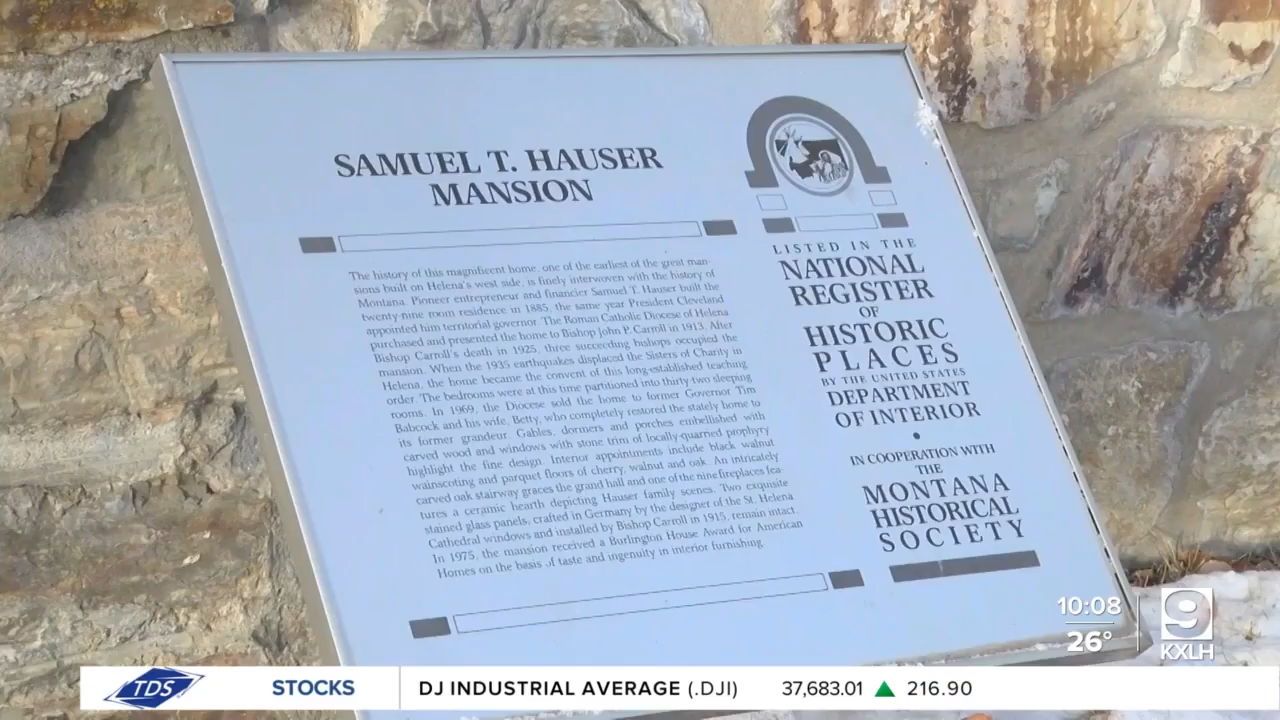 SAMUEL T. HAUSER
MANSION
The history of this magnificent home, one of the earliest of the great man-
sions built on Helena's west side, is finely interwoven with the history of
Montana. Pioneer entrepreneur and financier Samuel T. Hauser built the
twenty-nine room residence in 1885, the same year President Cleveland
appointed him territorial governor. The Roman Catholic Diocese of Helena
purchased and presented the home to Bishop John P. Carroll in 1913. After
Bishop Carroll's death in 1925, three succeeding bishops occupied the
mansion. When the 1935 earthquakes displaced the Sisters of Charity in
Helena, the home became the convent of this long-established teaching
order. The bedrooms were at this time partitioned into thirty-two sleeping
rooms. In 1969, the Diocese sold the home to former Governor Tim
Babcock and his wife, Betty, who completely restored the stately home to
its former grandeur. Gables, dormers and porches embellished with
carved wood and windows with stone trim of locally-quarried prophyry
highlight the fine design. Interior appointments include black walnut
wainscoting and parquet floors of cherry, walnut and oak. An intricately
carved oak stairway graces the grand hall and one of the nine fireplaces fea-
tures a ceramic hearth depicting Hauser family scenes. Two exquisite
stained glass panels, crafted in Germany by the designer of the St. Helena
Cathedral windows and installed by Bishop Carroll in 1915, remain intact.
In 1975, the mansion received a Burlington House Award for American
Homes on the basis of taste and ingenuity in interior furnishing.
LISTED IN THE
NATIONAL
REGISTER
OF
HISTORIC
PLACES
BY THE UNITED STATES
DEPARTMENT
OF INTERIOR
•
IN COOPERATION WITH
THE
MONTANA
HISTORICAL
SOCIETY
10:08
26°
9
KXLH
TDS
STOCKS
DJ INDUSTRIAL AVERAGE (.DJI) 37,683.01 ▲ 216.90